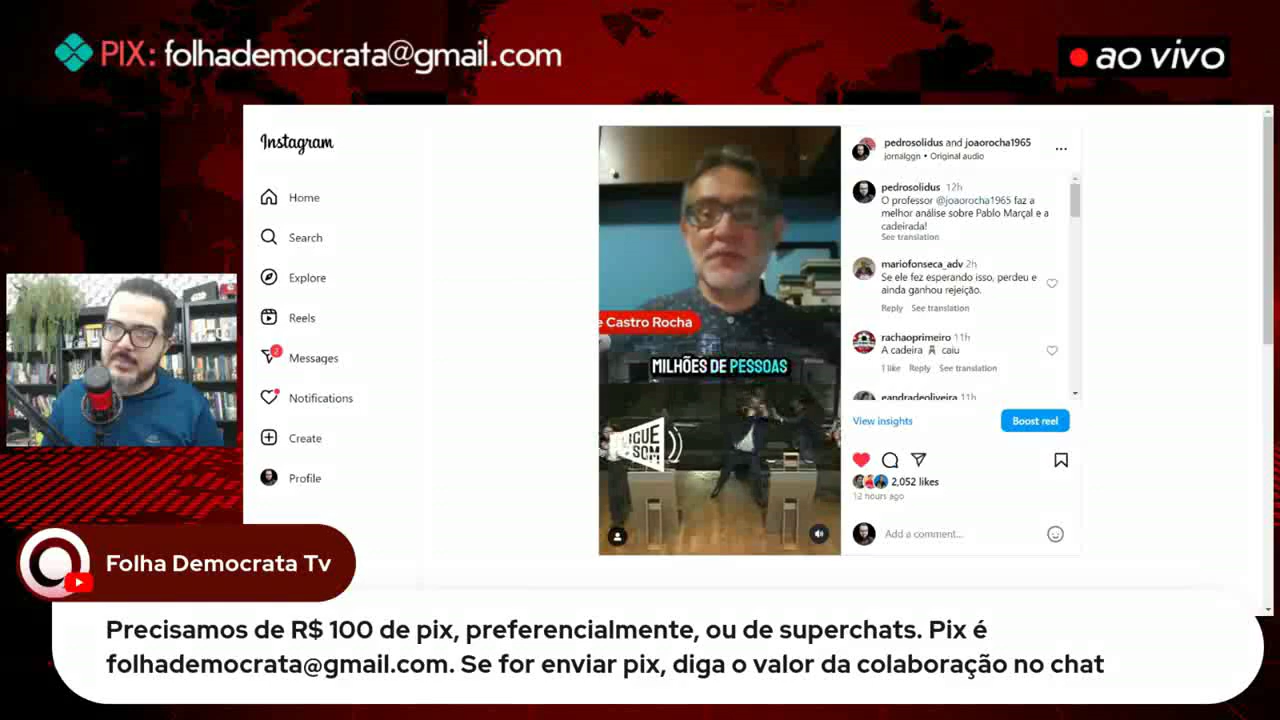 PIX: folhademocrata@gmail.com
ao vivo
Instagram
Home
Search
Explore
Reels
2
Messages
Notifications
Create
Profile
e Castro Rocha
MILHÕES DE PESSOAS
IGUE
SOM
pedrosolidus and joaorocha1965
jornalggn • Original audio
pedrosolidus 12h
O professor @joaorocha1965 faz a
melhor análise sobre Pablo Marçal e a
cadeirada!
See translation
mariofonseca_adv 2h
Se ele fez esperando isso, perdeu e
ainda ganhou rejeição.
Reply See translation
rachaoprimeiro 11h
A cadeira caiu
1 like Reply See translation
eandradeoliveira 11h
View insights
Boost reel
2,052 likes
12 hours ago
Add a comment...
Folha Democrata Tv
Precisamos de R$ 100 de pix, preferencialmente, ou de superchats. Pix é
folhademocrata@gmail.com. Se for enviar pix, diga o valor da colaboração no chat